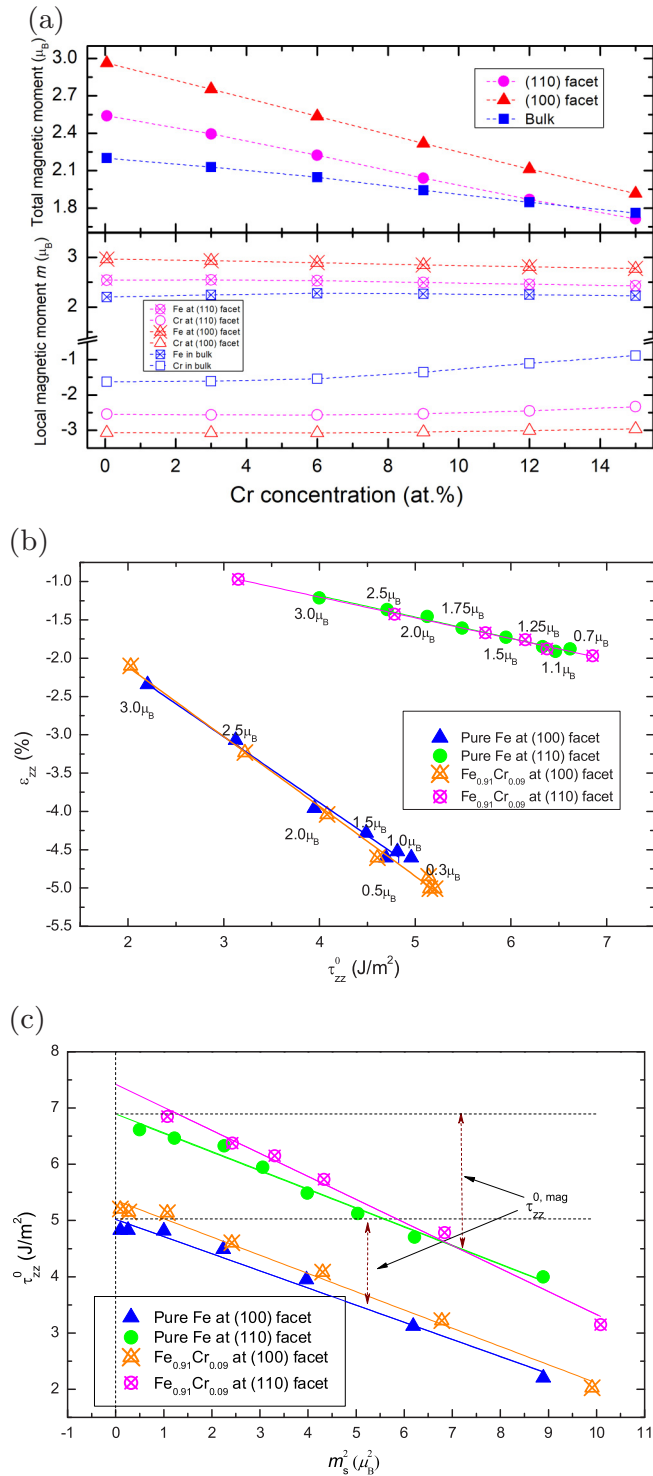 (a)
Total magnetic moment (μB)
3.0
2.7
2.4
2.1
1.8
(110) facet
(100) facet
Bulk
Local magnetic moment m (μB)
3
2
-1
-2
-3
Fe at (110) facet
Cr at (110) facet
Fe at (100) facet
Cr at (100) facet
Fe in bulk
Cr in bulk
0 2 4 6 8 10 12 14
Cr concentration (at.%)
(b)
εzz (%)
-1.0
-1.5
-2.0
-2.5
-3.0
-3.5
-4.0
-4.5
-5.0
-5.5
3.0μB
2.5μB
2.0μB
1.75μB
1.5μB
1.25μB
1.1μB
0.7μB
3.0μB
2.5μB
2.0μB
1.5μB
1.0μB
0.5μB
0.3μB
Pure Fe at (100) facet
Pure Fe at (110) facet
Fe0.91Cr0.09 at (100) facet
Fe0.91Cr0.09 at (110) facet
2 3 4 5 6 7
τ⁰zz (J/m²)
(c)
τ⁰zz (J/m²)
8
7
6
5
4
3
2
τzz0, mag
Pure Fe at (100) facet
Pure Fe at (110) facet
Fe0.91Cr0.09 at (100) facet
Fe0.91Cr0.09 at (110) facet
-1 0 1 2 3 4 5 6 7 8 9 10 11
m²s (μ²B)